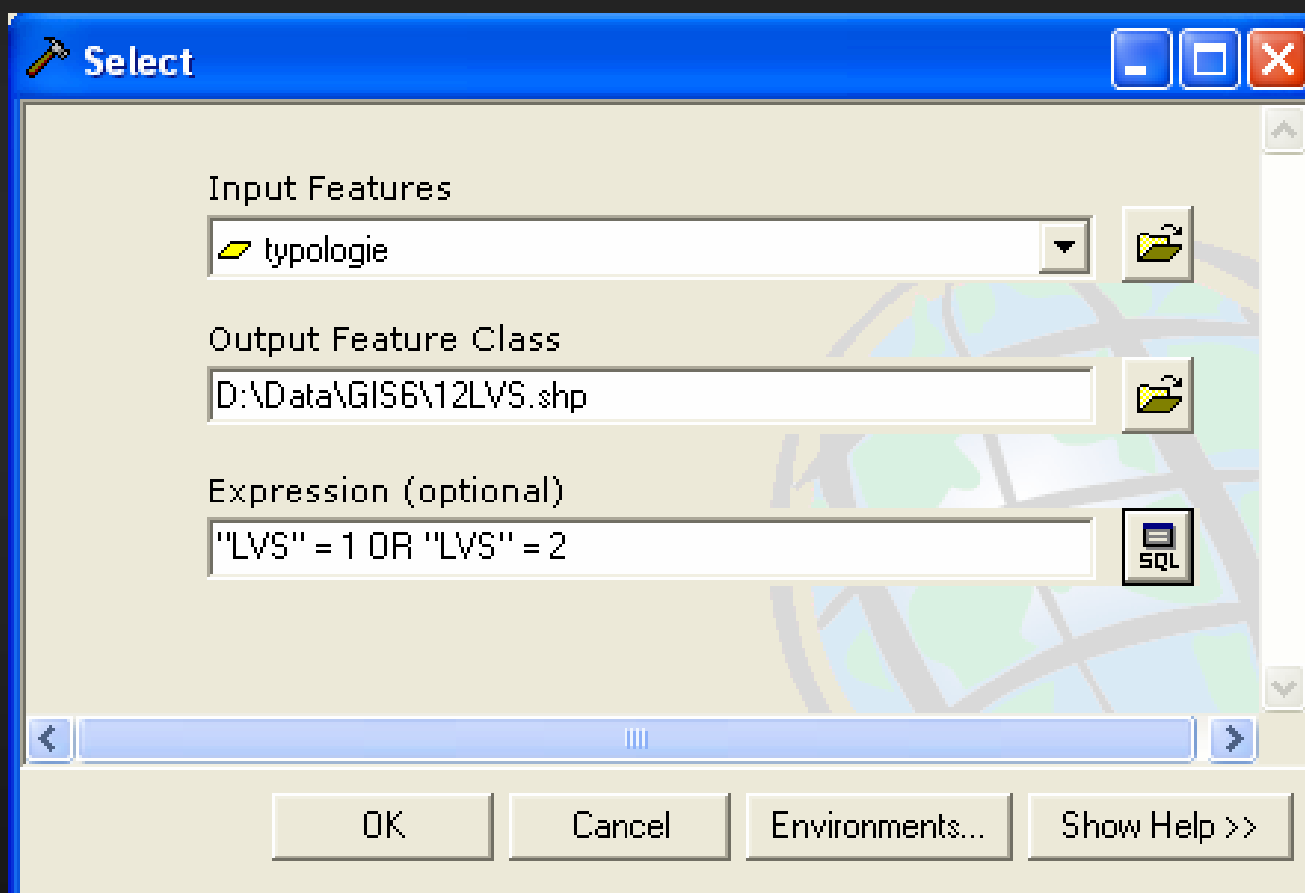 Select
Input Features
typologie
Output Feature Class
D:\Data\GIS6\12LVS.shp
Expression (optional)
"LVS" = 1 OR "LVS" = 2
SQL
OK
Cancel
Environments...
Show Help >>